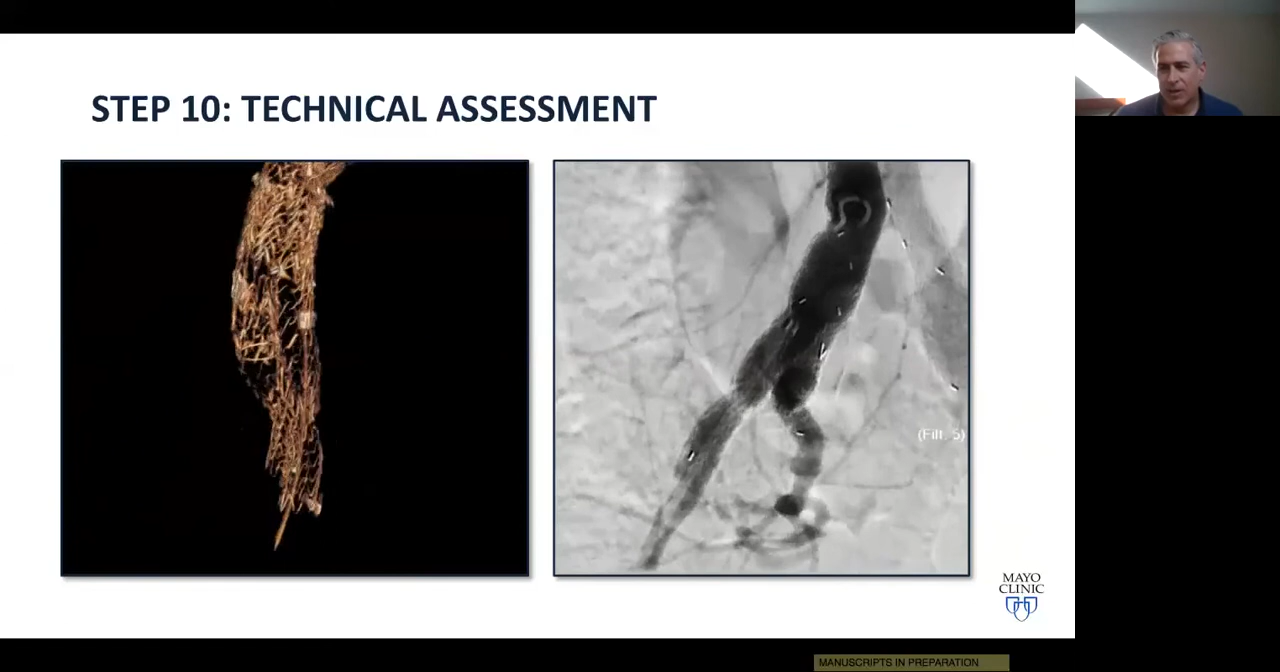 STEP 10: TECHNICAL ASSESSMENT
(Filt. 5)
MAYO
CLINIC
MANUSCRIPTS IN PREPARATION